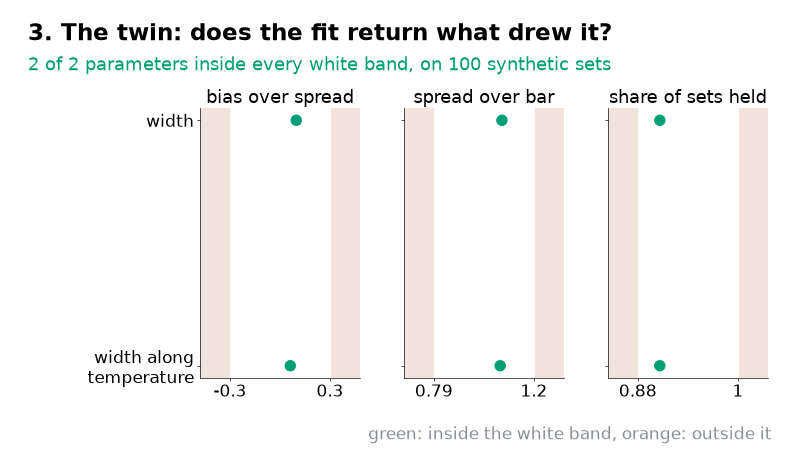 3. The twin: does the fit return what drew it?
2 of 2 parameters inside every white band, on 100 synthetic sets
bias over spread
spread over bar
share of sets held
width
width along
temperature
-0.3
0.3
0.79
1.2
0.88
1
green: inside the white band, orange: outside it